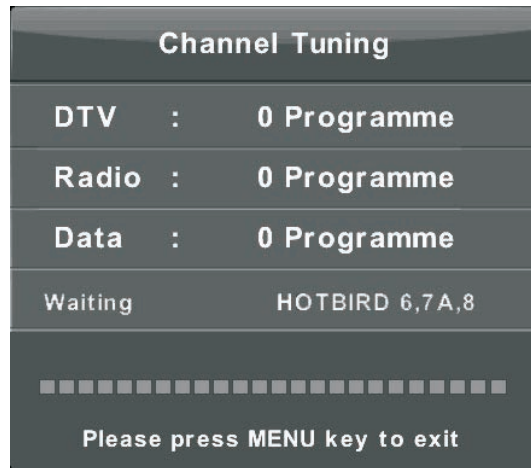 Channel Tuning
DTV : 0 Programme
Radio : 0 Programme
Data : 0 Programme
Waiting HOTBIRD 6,7A,8
Please press MENU key to exit